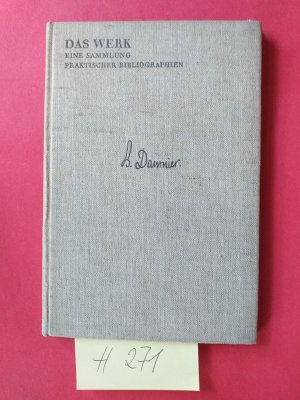 DAS WERK
EINE SAMMLUNG
PRAKTISCHER BIBLIOGRAPHIEN
h. Daumier.
H 271